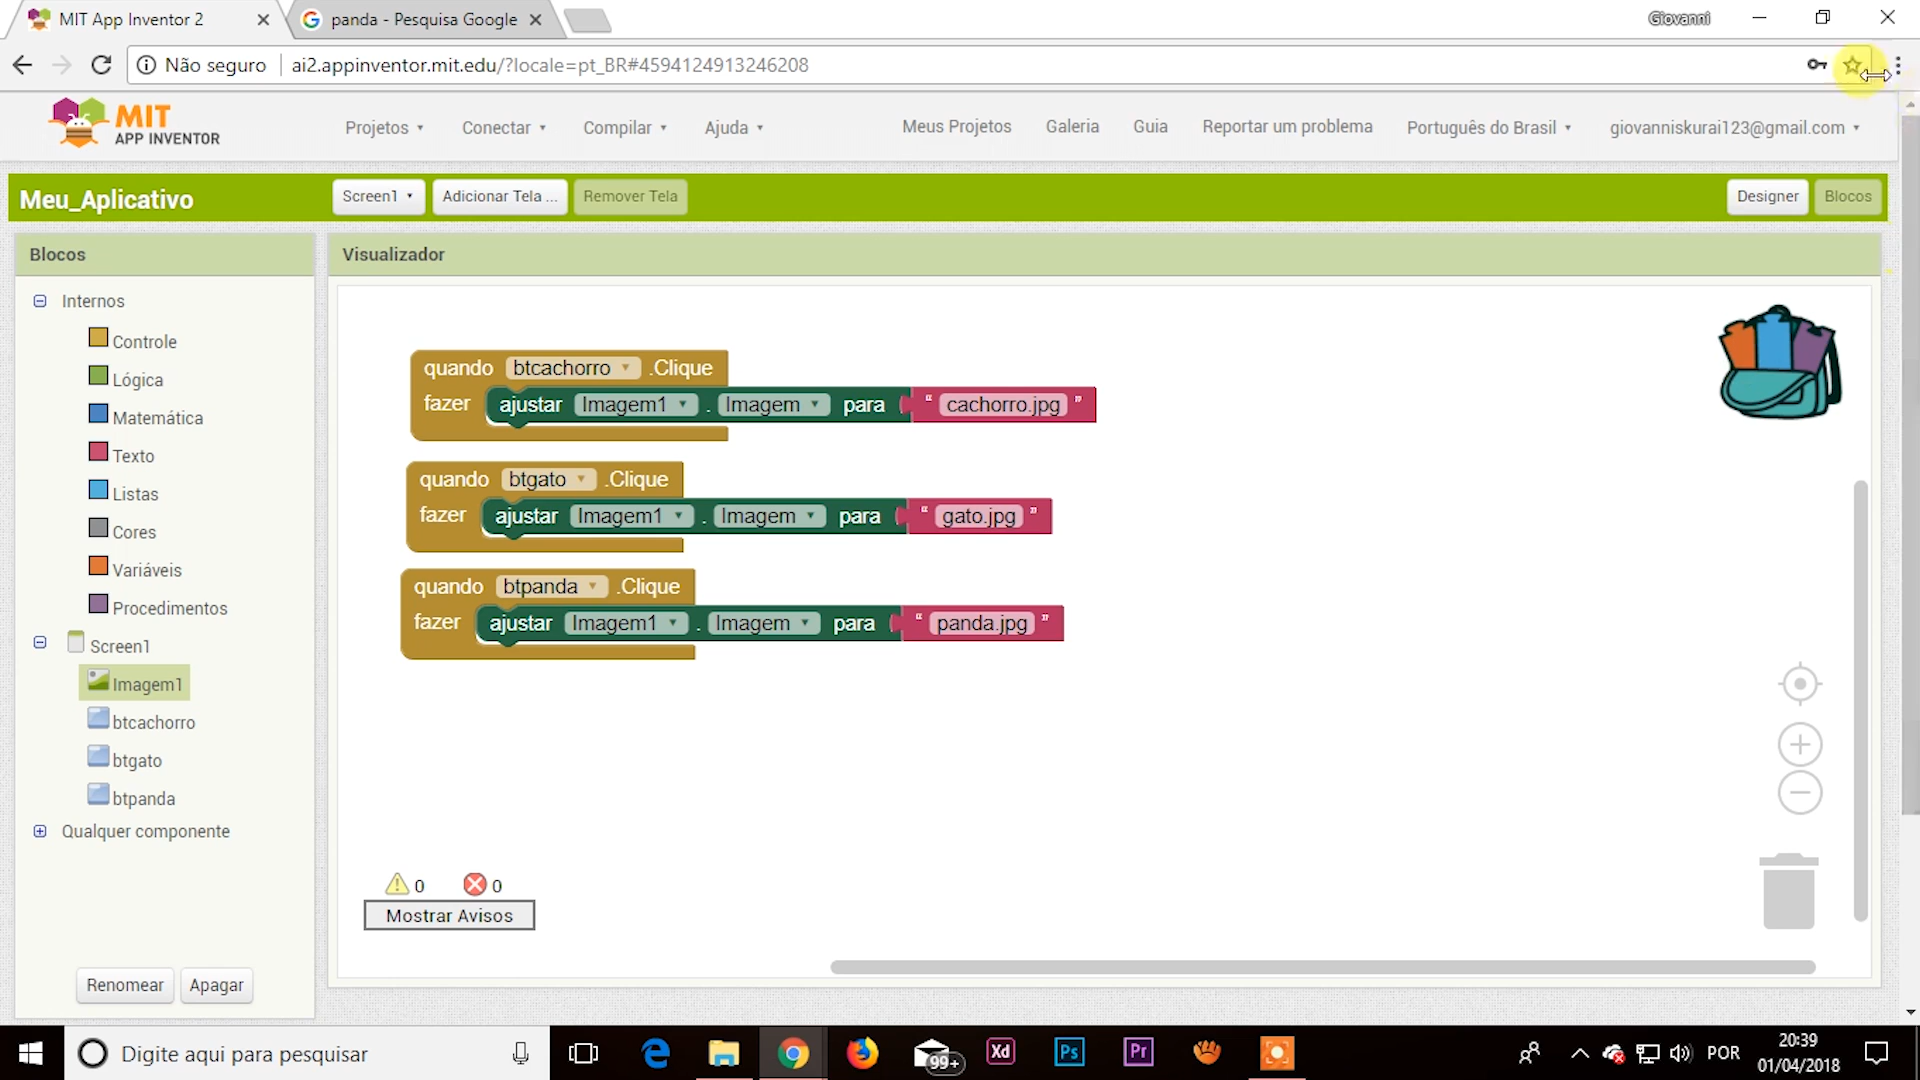 MIT App Inventor 2
panda - Pesquisa Google
Giovanni
Não seguro
ai2.appinventor.mit.edu/?locale=pt_BR#4594124913246208
MIT
APP INVENTOR
Projetos
Conectar
Compilar
Ajuda
Meus Projetos
Galeria
Guia
Reportar um problema
Português do Brasil
giovanniskurai123@gmail.com
Meu_Aplicativo
Screen1
Adicionar Tela ...
Remover Tela
Designer
Blocos
Blocos
Visualizador
Internos
Controle
Lógica
Matemática
Texto
Listas
Cores
Variáveis
Procedimentos
Screen1
Imagem1
btcachorro
btgato
btpanda
Qualquer componente
Renomear
Apagar
quando btcachorro .Clique
fazer ajustar Imagem1 . Imagem para “ cachorro.jpg ”
quando btgato .Clique
fazer ajustar Imagem1 . Imagem para “ gato.jpg ”
quando btpanda .Clique
fazer ajustar Imagem1 . Imagem para “ panda.jpg ”
0
0
Mostrar Avisos
Digite aqui para pesquisar
99+
Xd
Ps
Pr
POR
20:39
01/04/2018